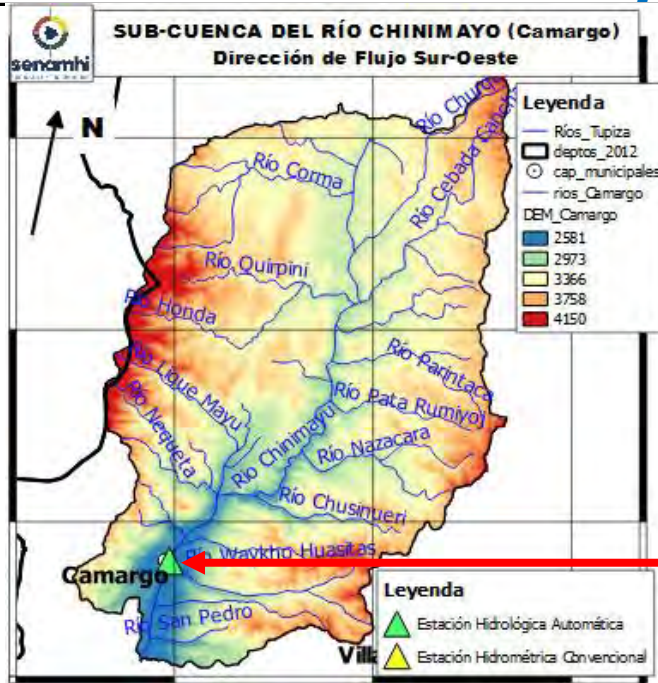 SUB-CUENCA DEL RÍO CHINIMAYO (Camargo)
Dirección de Flujo Sur-Oeste
senamhi
N
Leyenda
Ríos_Tupiza
deptos_2012
cap_municipales
rios_Camargo
DEM_Camargo
2581
2973
3366
3758
4150
Río Churqu
Río Cebada Cancha
Río Corma
Río Quirpini
Río Honda
Río Parintaca
Río Lique Mayu
Río Pata Rumiyoj
Río Nequeta
Río Chinimayu
Río Nazacara
Río Chusinueri
Río Waykho Huasitas
Camargo
Río San Pedro
Villa
Leyenda
Estación Hidrológica Automática
Estación Hidrométrica Convencional